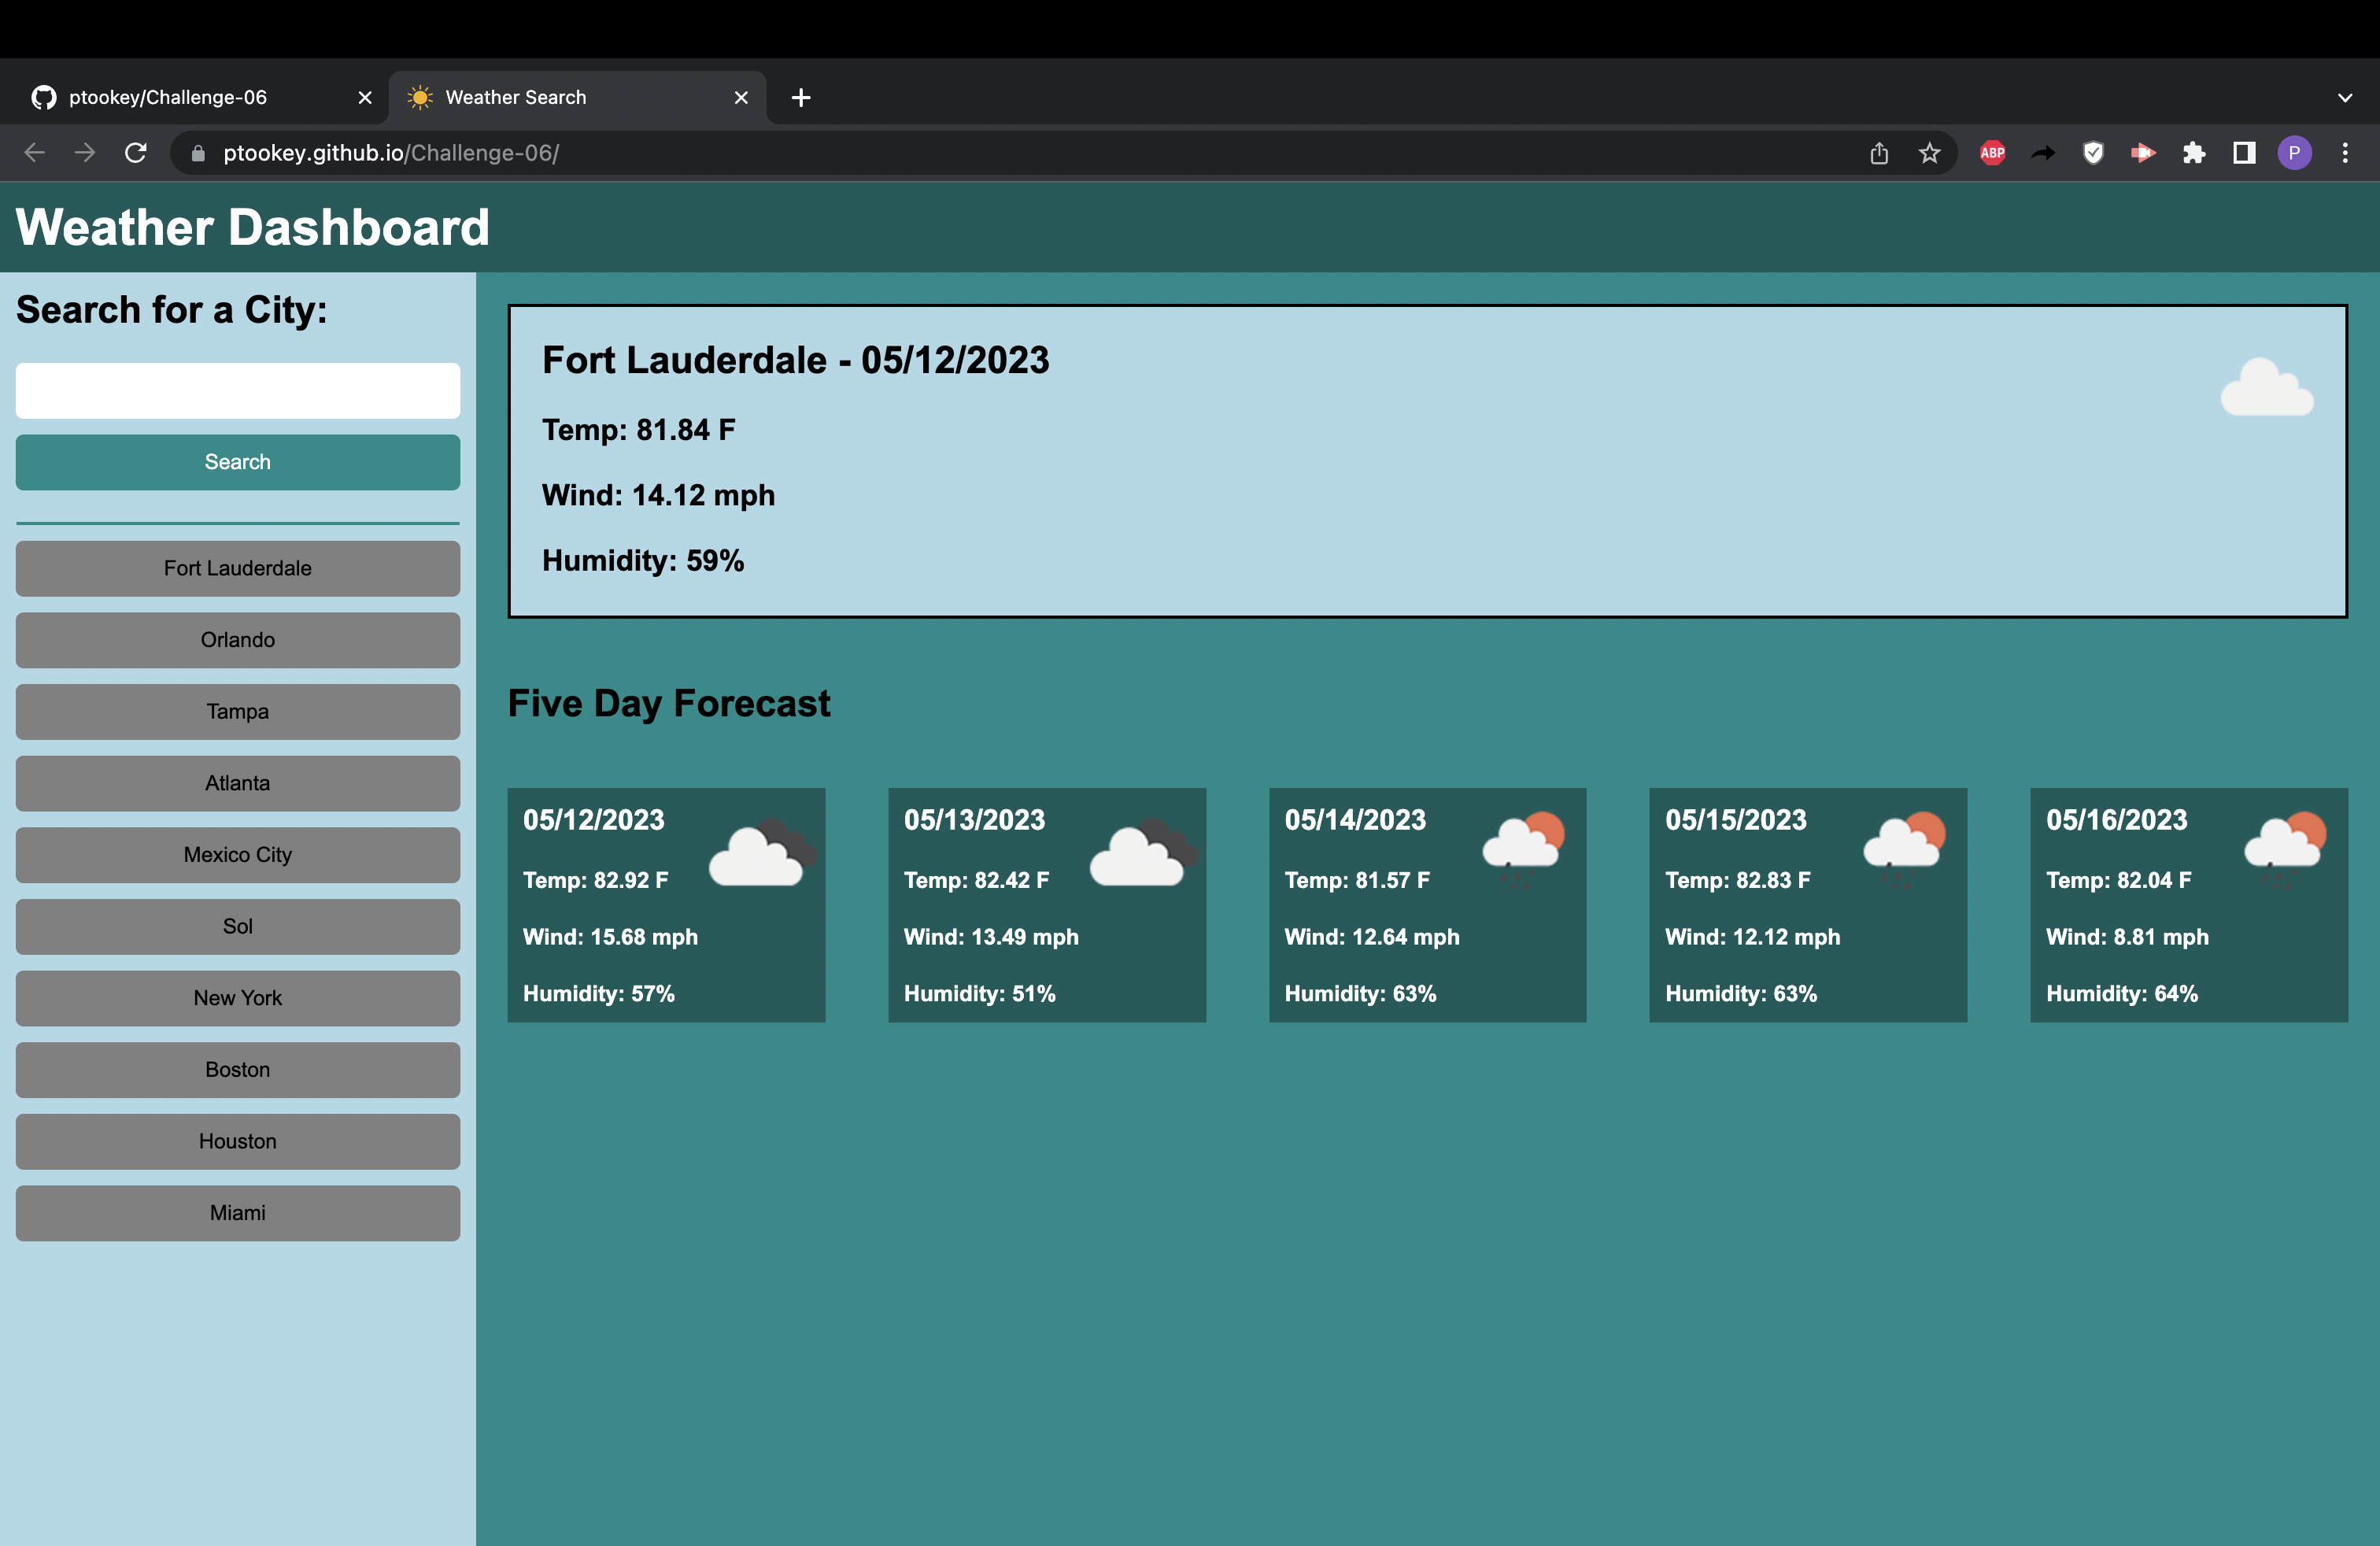 ptookey/Challenge-06
Weather Search
ptookey.github.io/Challenge-06/
ABP
P
Weather Dashboard
Search for a City:
Search
Fort Lauderdale
Orlando
Tampa
Atlanta
Mexico City
Sol
New York
Boston
Houston
Miami
Fort Lauderdale - 05/12/2023
Temp: 81.84 F
Wind: 14.12 mph
Humidity: 59%
Five Day Forecast
05/12/2023
Temp: 82.92 F
Wind: 15.68 mph
Humidity: 57%
05/13/2023
Temp: 82.42 F
Wind: 13.49 mph
Humidity: 51%
05/14/2023
Temp: 81.57 F
Wind: 12.64 mph
Humidity: 63%
05/15/2023
Temp: 82.83 F
Wind: 12.12 mph
Humidity: 63%
05/16/2023
Temp: 82.04 F
Wind: 8.81 mph
Humidity: 64%